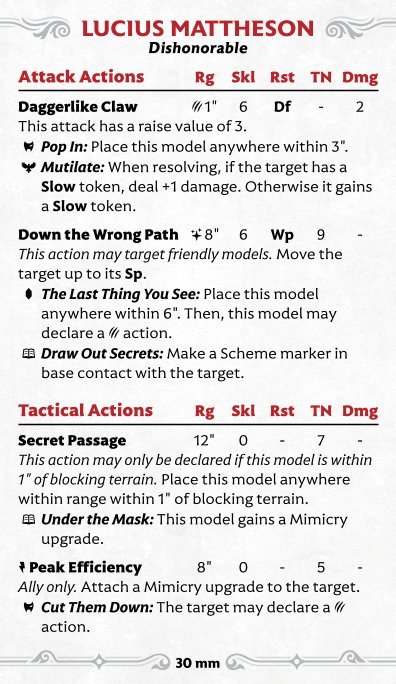 LUCIUS MATTHESON
Dishonorable
Attack Actions Rg Skl Rst TN Dmg
Daggerlike Claw 1" 6 Df - 2
This attack has a raise value of 3.
Pop In: Place this model anywhere within 3".
Mutilate: When resolving, if the target has a
Slow token, deal +1 damage. Otherwise it gains
a Slow token.
Down the Wrong Path 8" 6 Wp 9 -
This action may target friendly models. Move the
target up to its Sp.
The Last Thing You See: Place this model
anywhere within 6". Then, this model may
declare a action.
Draw Out Secrets: Make a Scheme marker in
base contact with the target.
Tactical Actions Rg Skl Rst TN Dmg
Secret Passage 12" 0 - 7 -
This action may only be declared if this model is within
1" of blocking terrain. Place this model anywhere
within range within 1" of blocking terrain.
Under the Mask: This model gains a Mimicry
upgrade.
Peak Efficiency 8" 0 - 5 -
Ally only. Attach a Mimicry upgrade to the target.
Cut Them Down: The target may declare a
action.
30 mm